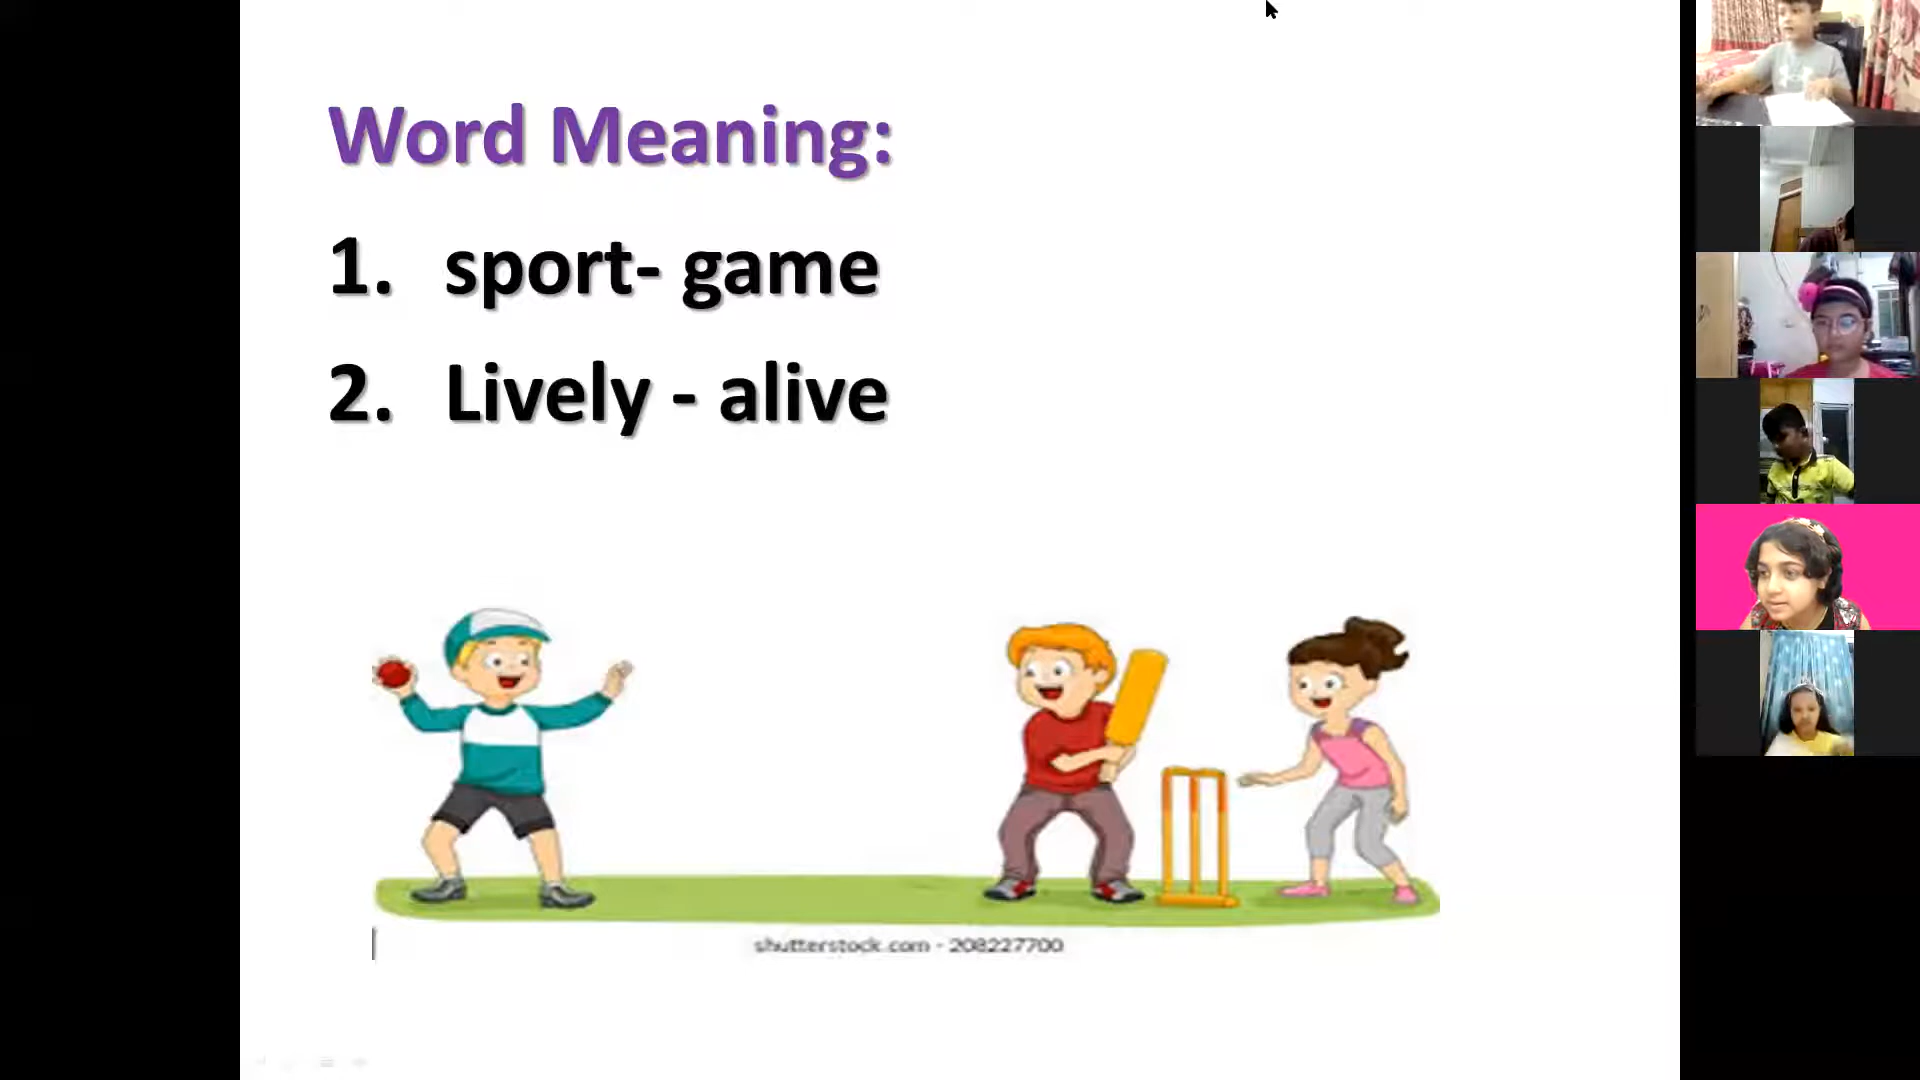 Word Meaning:
1. sport- game
2. Lively - alive
shutterstock.com - 208227700